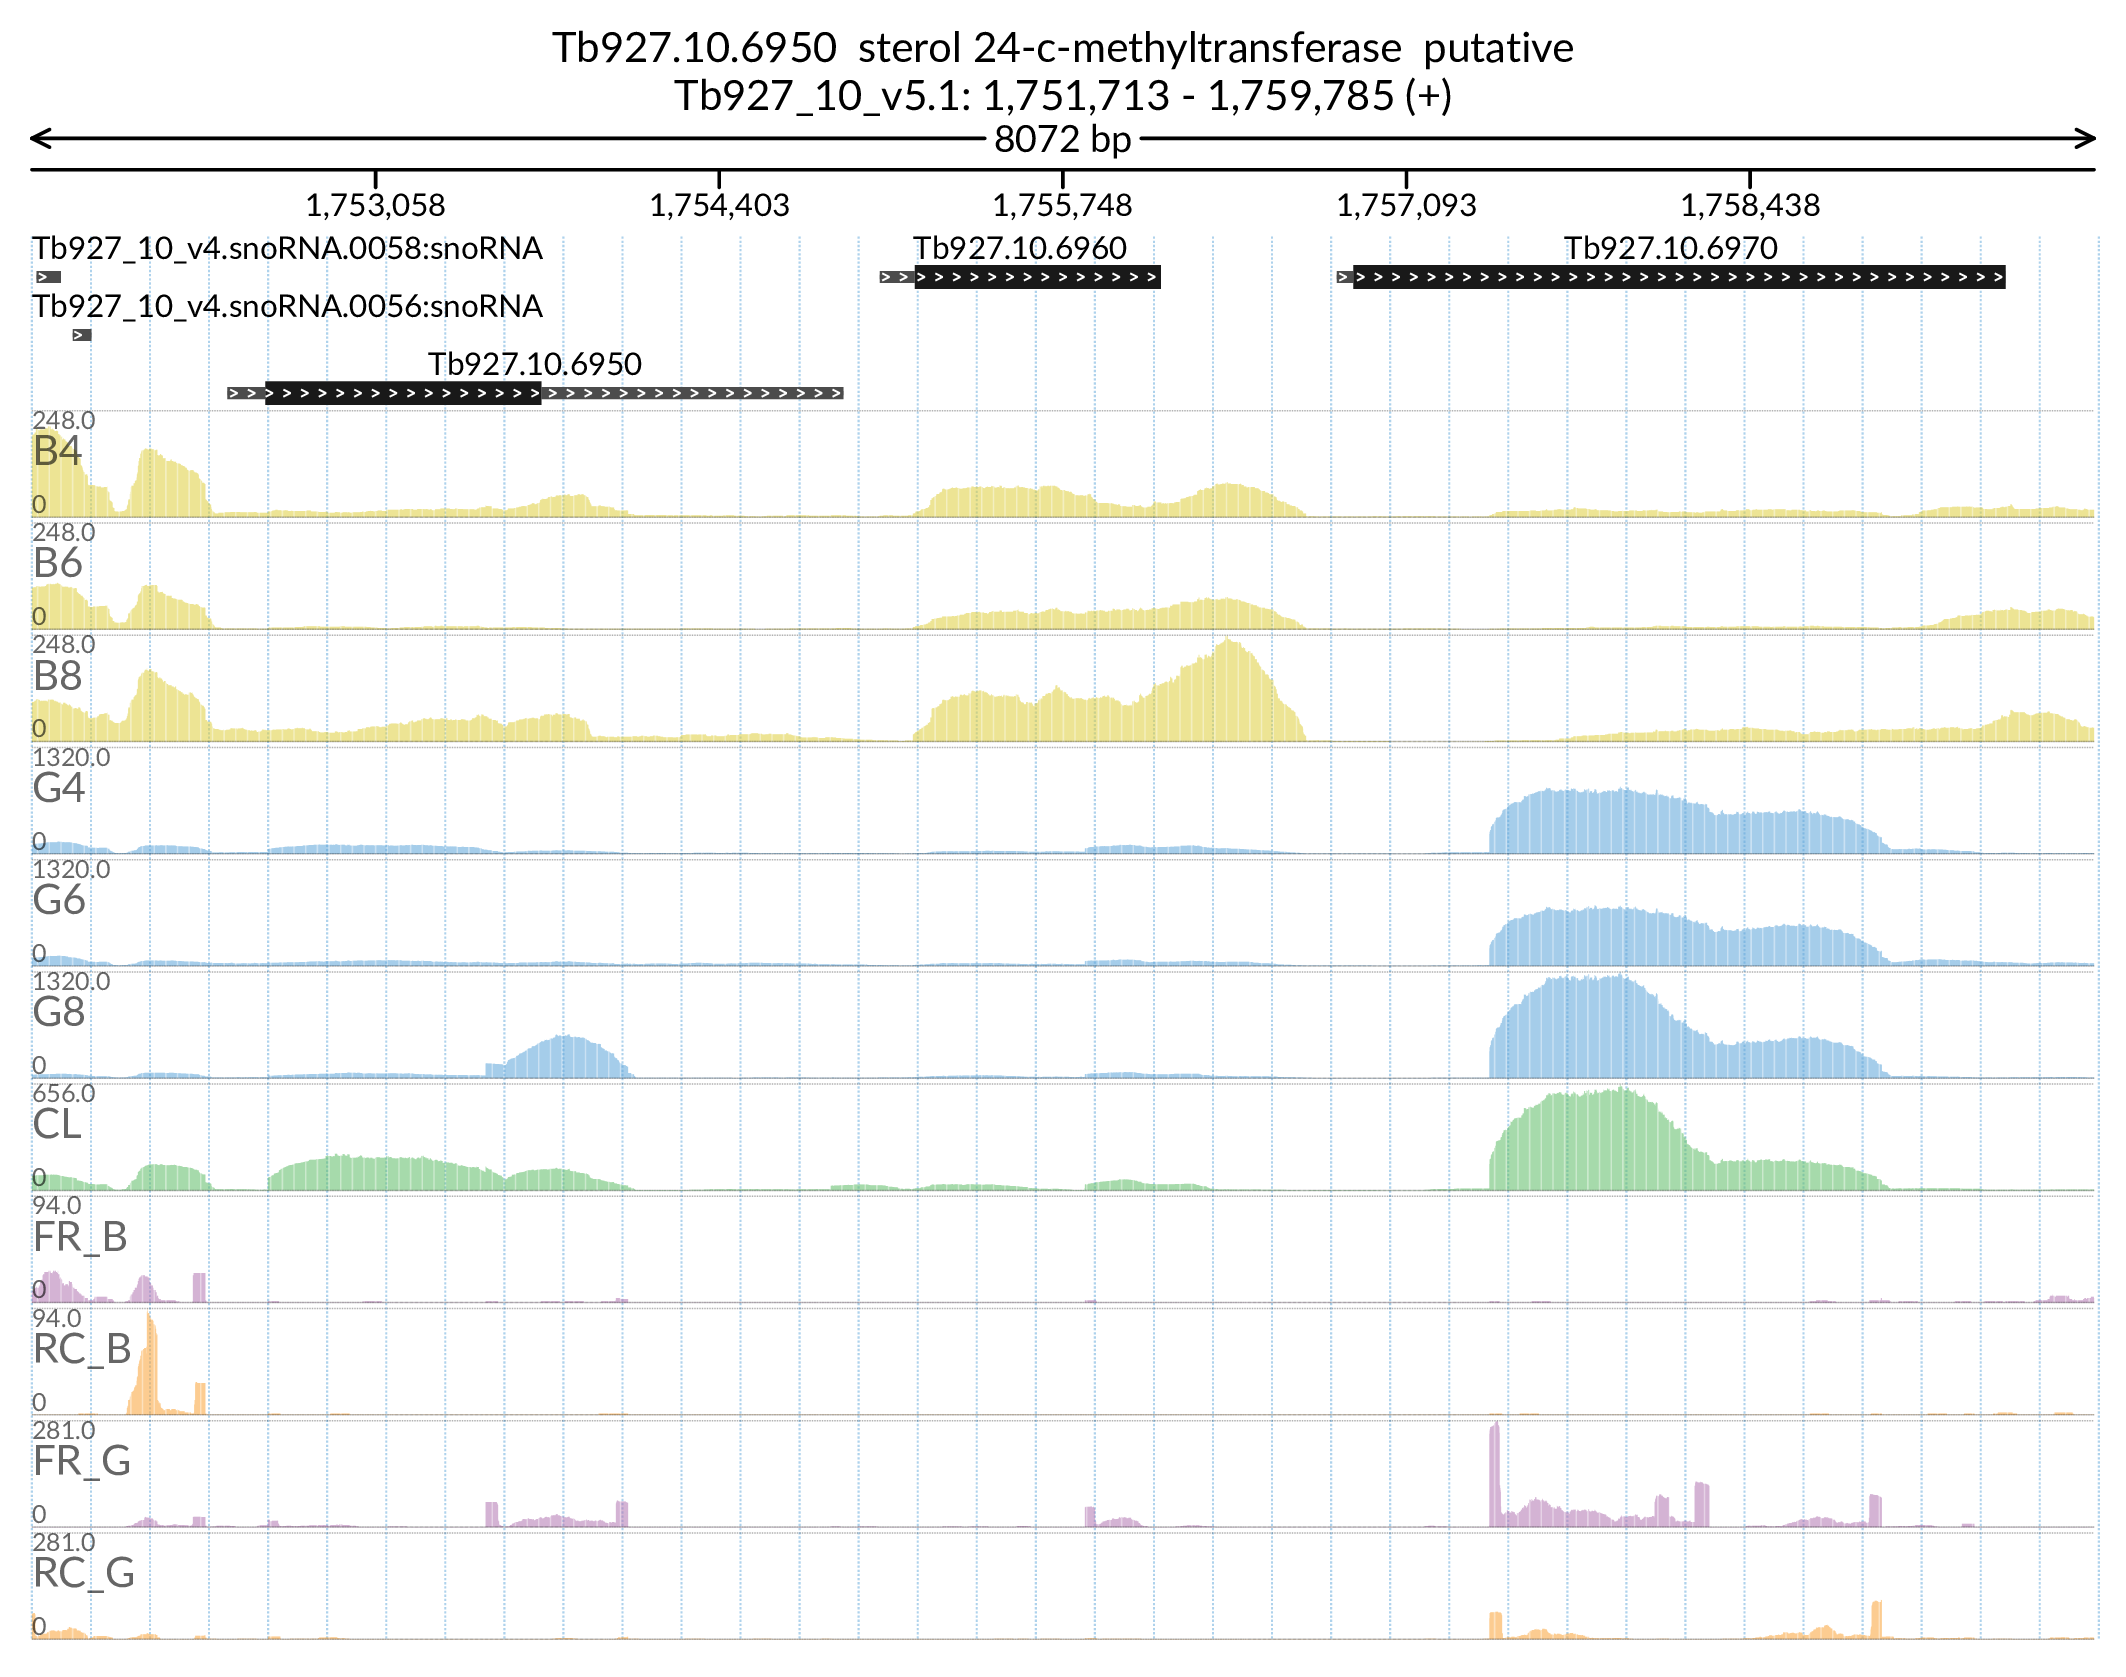 Tb927.10.6950  sterol 24-c-methyltransferase  putative
Tb927_10_v5.1: 1,751,713 - 1,759,785 (+)
8072 bp
1,753,058 1,754,403 1,755,748 1,757,093 1,758,438
Tb927_10_v4.snoRNA.0058:snoRNA Tb927.10.6960 Tb927.10.6970
Tb927_10_v4.snoRNA.0056:snoRNA
Tb927.10.6950
248.0
B4
0
248.0
B6
0
248.0
B8
0
1320.0
G4
0
1320.0
G6
0
1320.0
G8
0
656.0
CL
0
94.0
FR_B
0
94.0
RC_B
0
281.0
FR_G
0
281.0
RC_G
0